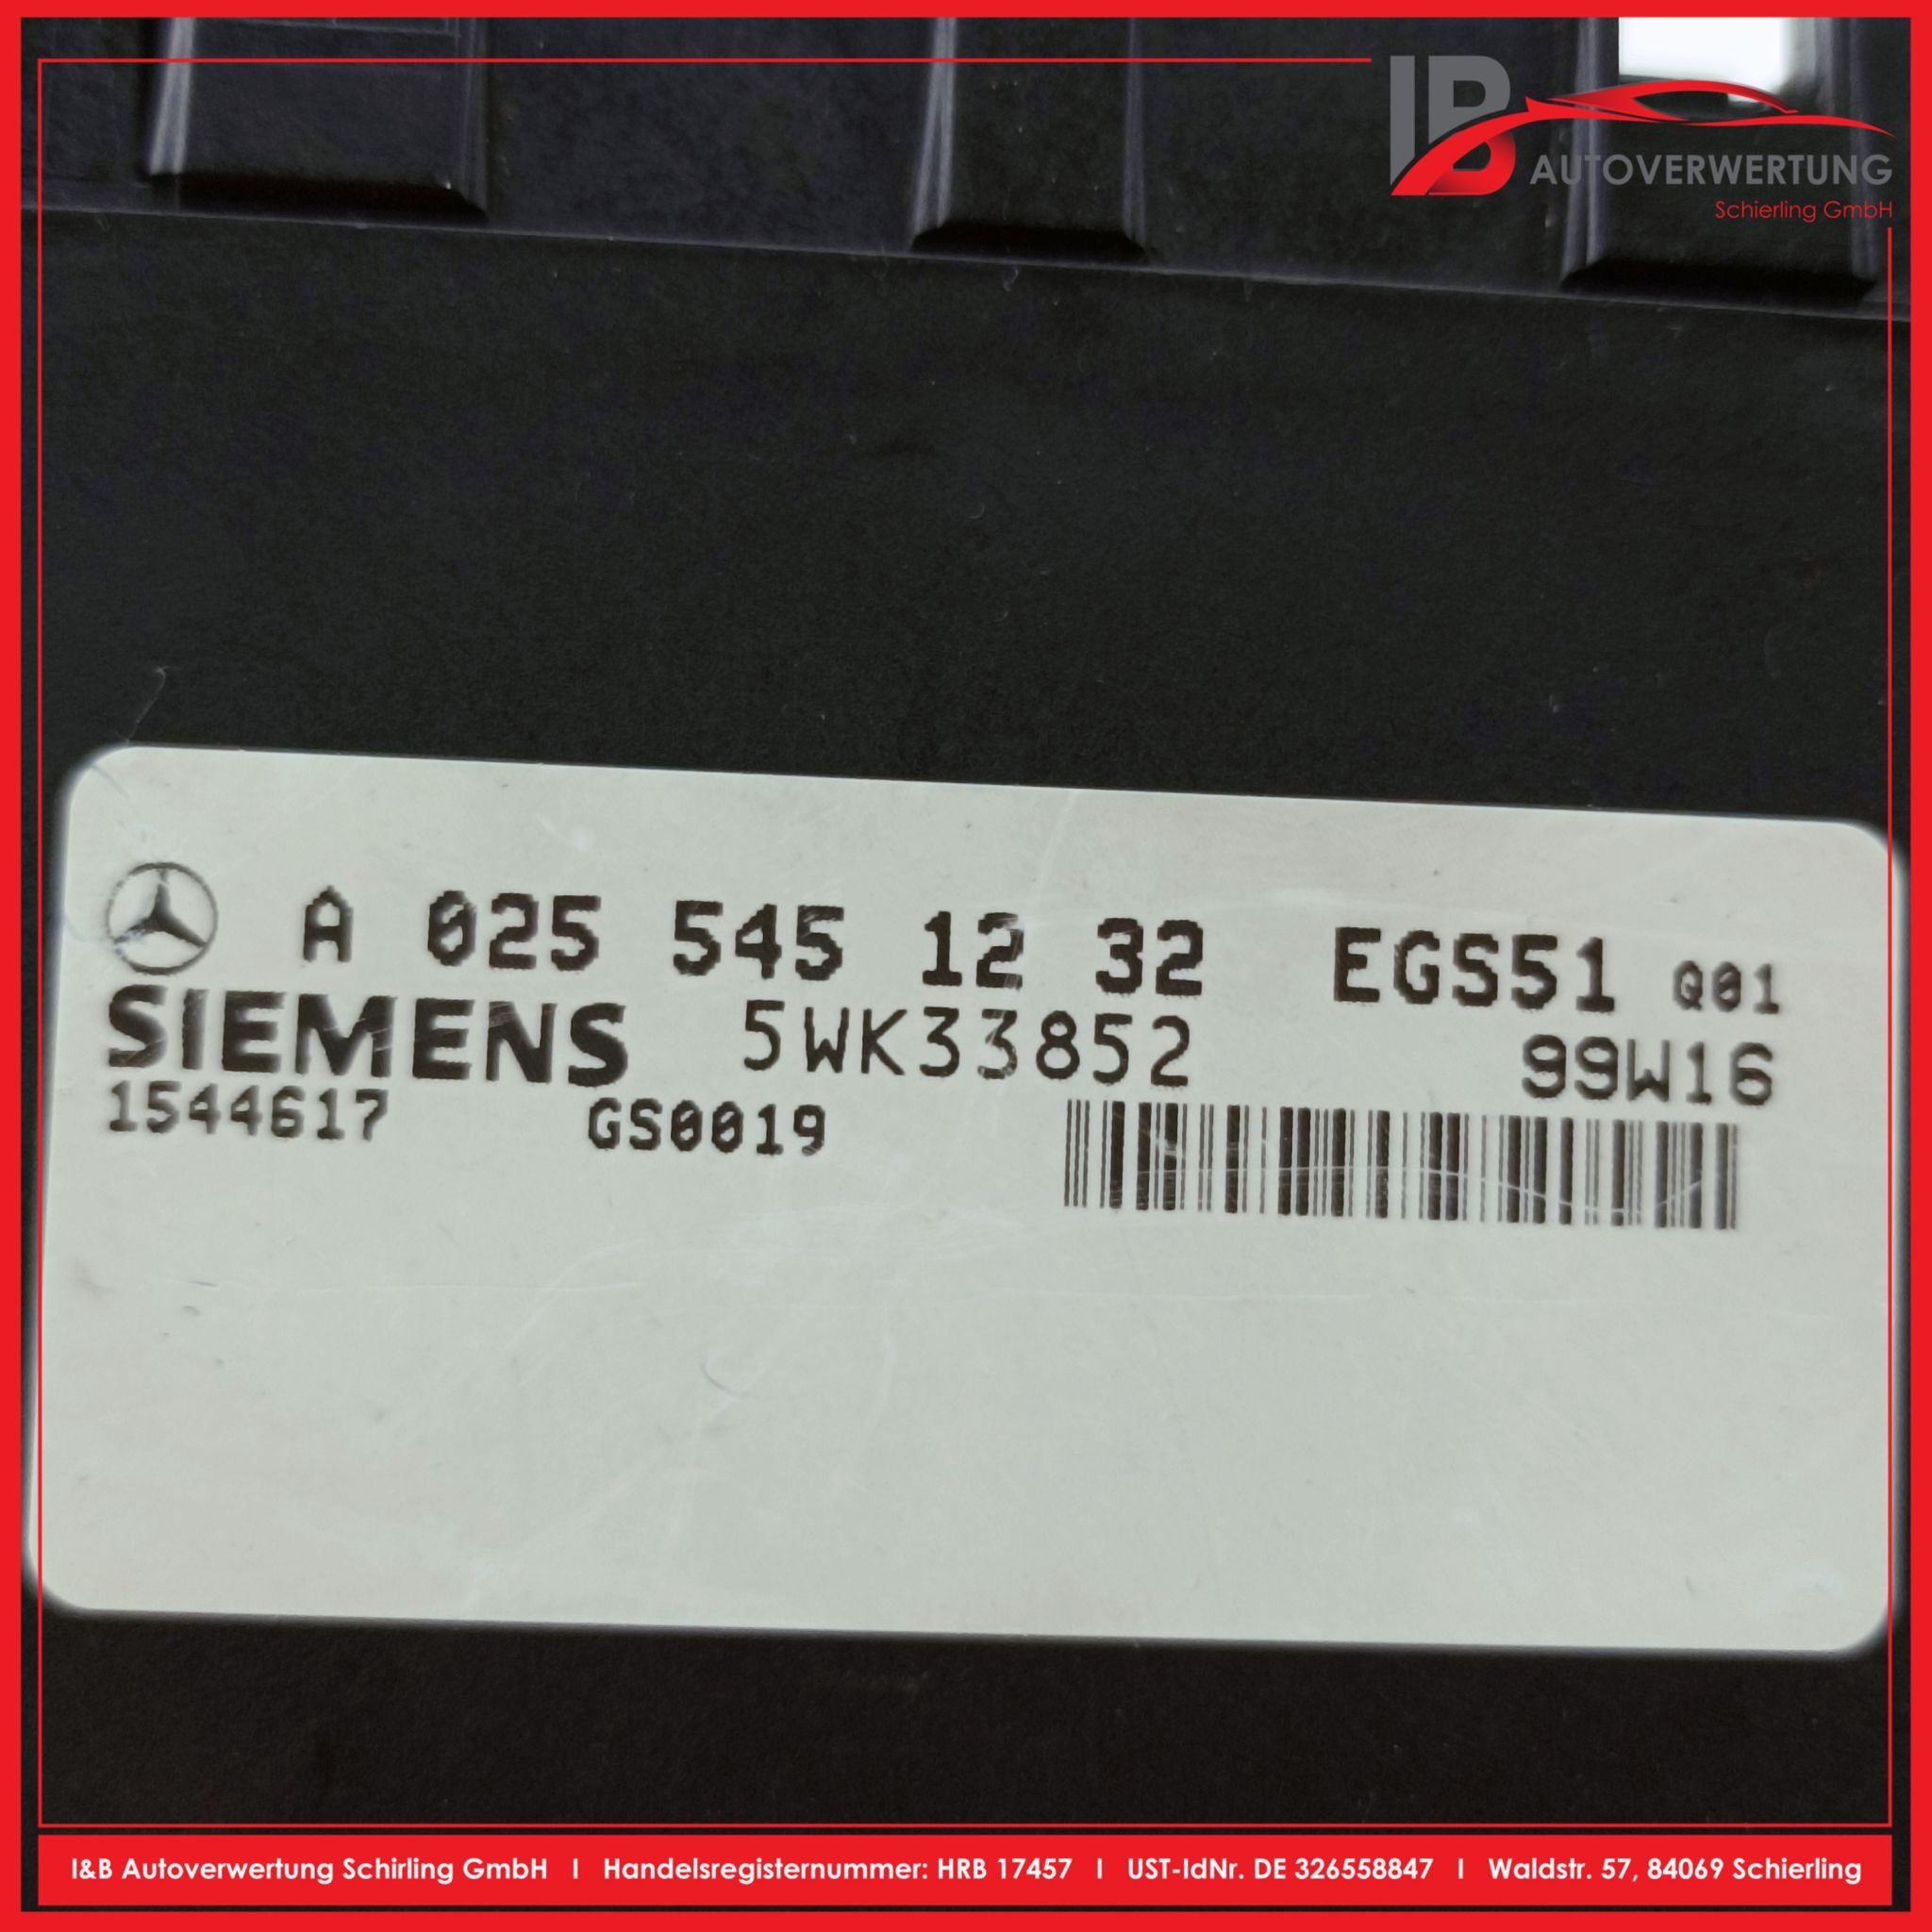 IB
AUTOVERWERTUNG
Schierling GmbH
A 025 545 12 32 EGS51 Q01
SIEMENS 5WK33852 99W16
1544617 GS0019
I&B Autoverwertung Schirling GmbH I Handelsregisternummer: HRB 17457 I UST-IdNr. DE 326558847 I Waldstr. 57, 84069 Schierling